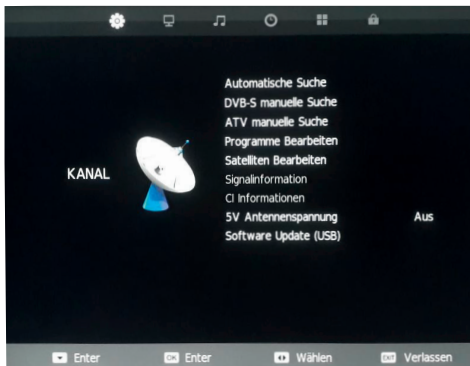 KANAL
Automatische Suche
DVB-S manuelle Suche
ATV manuelle Suche
Programme Bearbeiten
Satelliten Bearbeiten
Signalinformation
CI Informationen
5V Antennenspannung Aus
Software Update (USB)
Enter OK Enter Wählen EXIT Verlassen